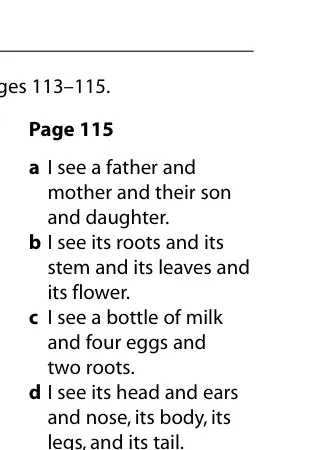 ges 113–115.
Page 115
a I see a father and
mother and their son
and daughter.
b I see its roots and its
stem and its leaves and
its flower.
c I see a bottle of milk
and four eggs and
two roots.
d I see its head and ears
and nose, its body, its
legs, and its tail.